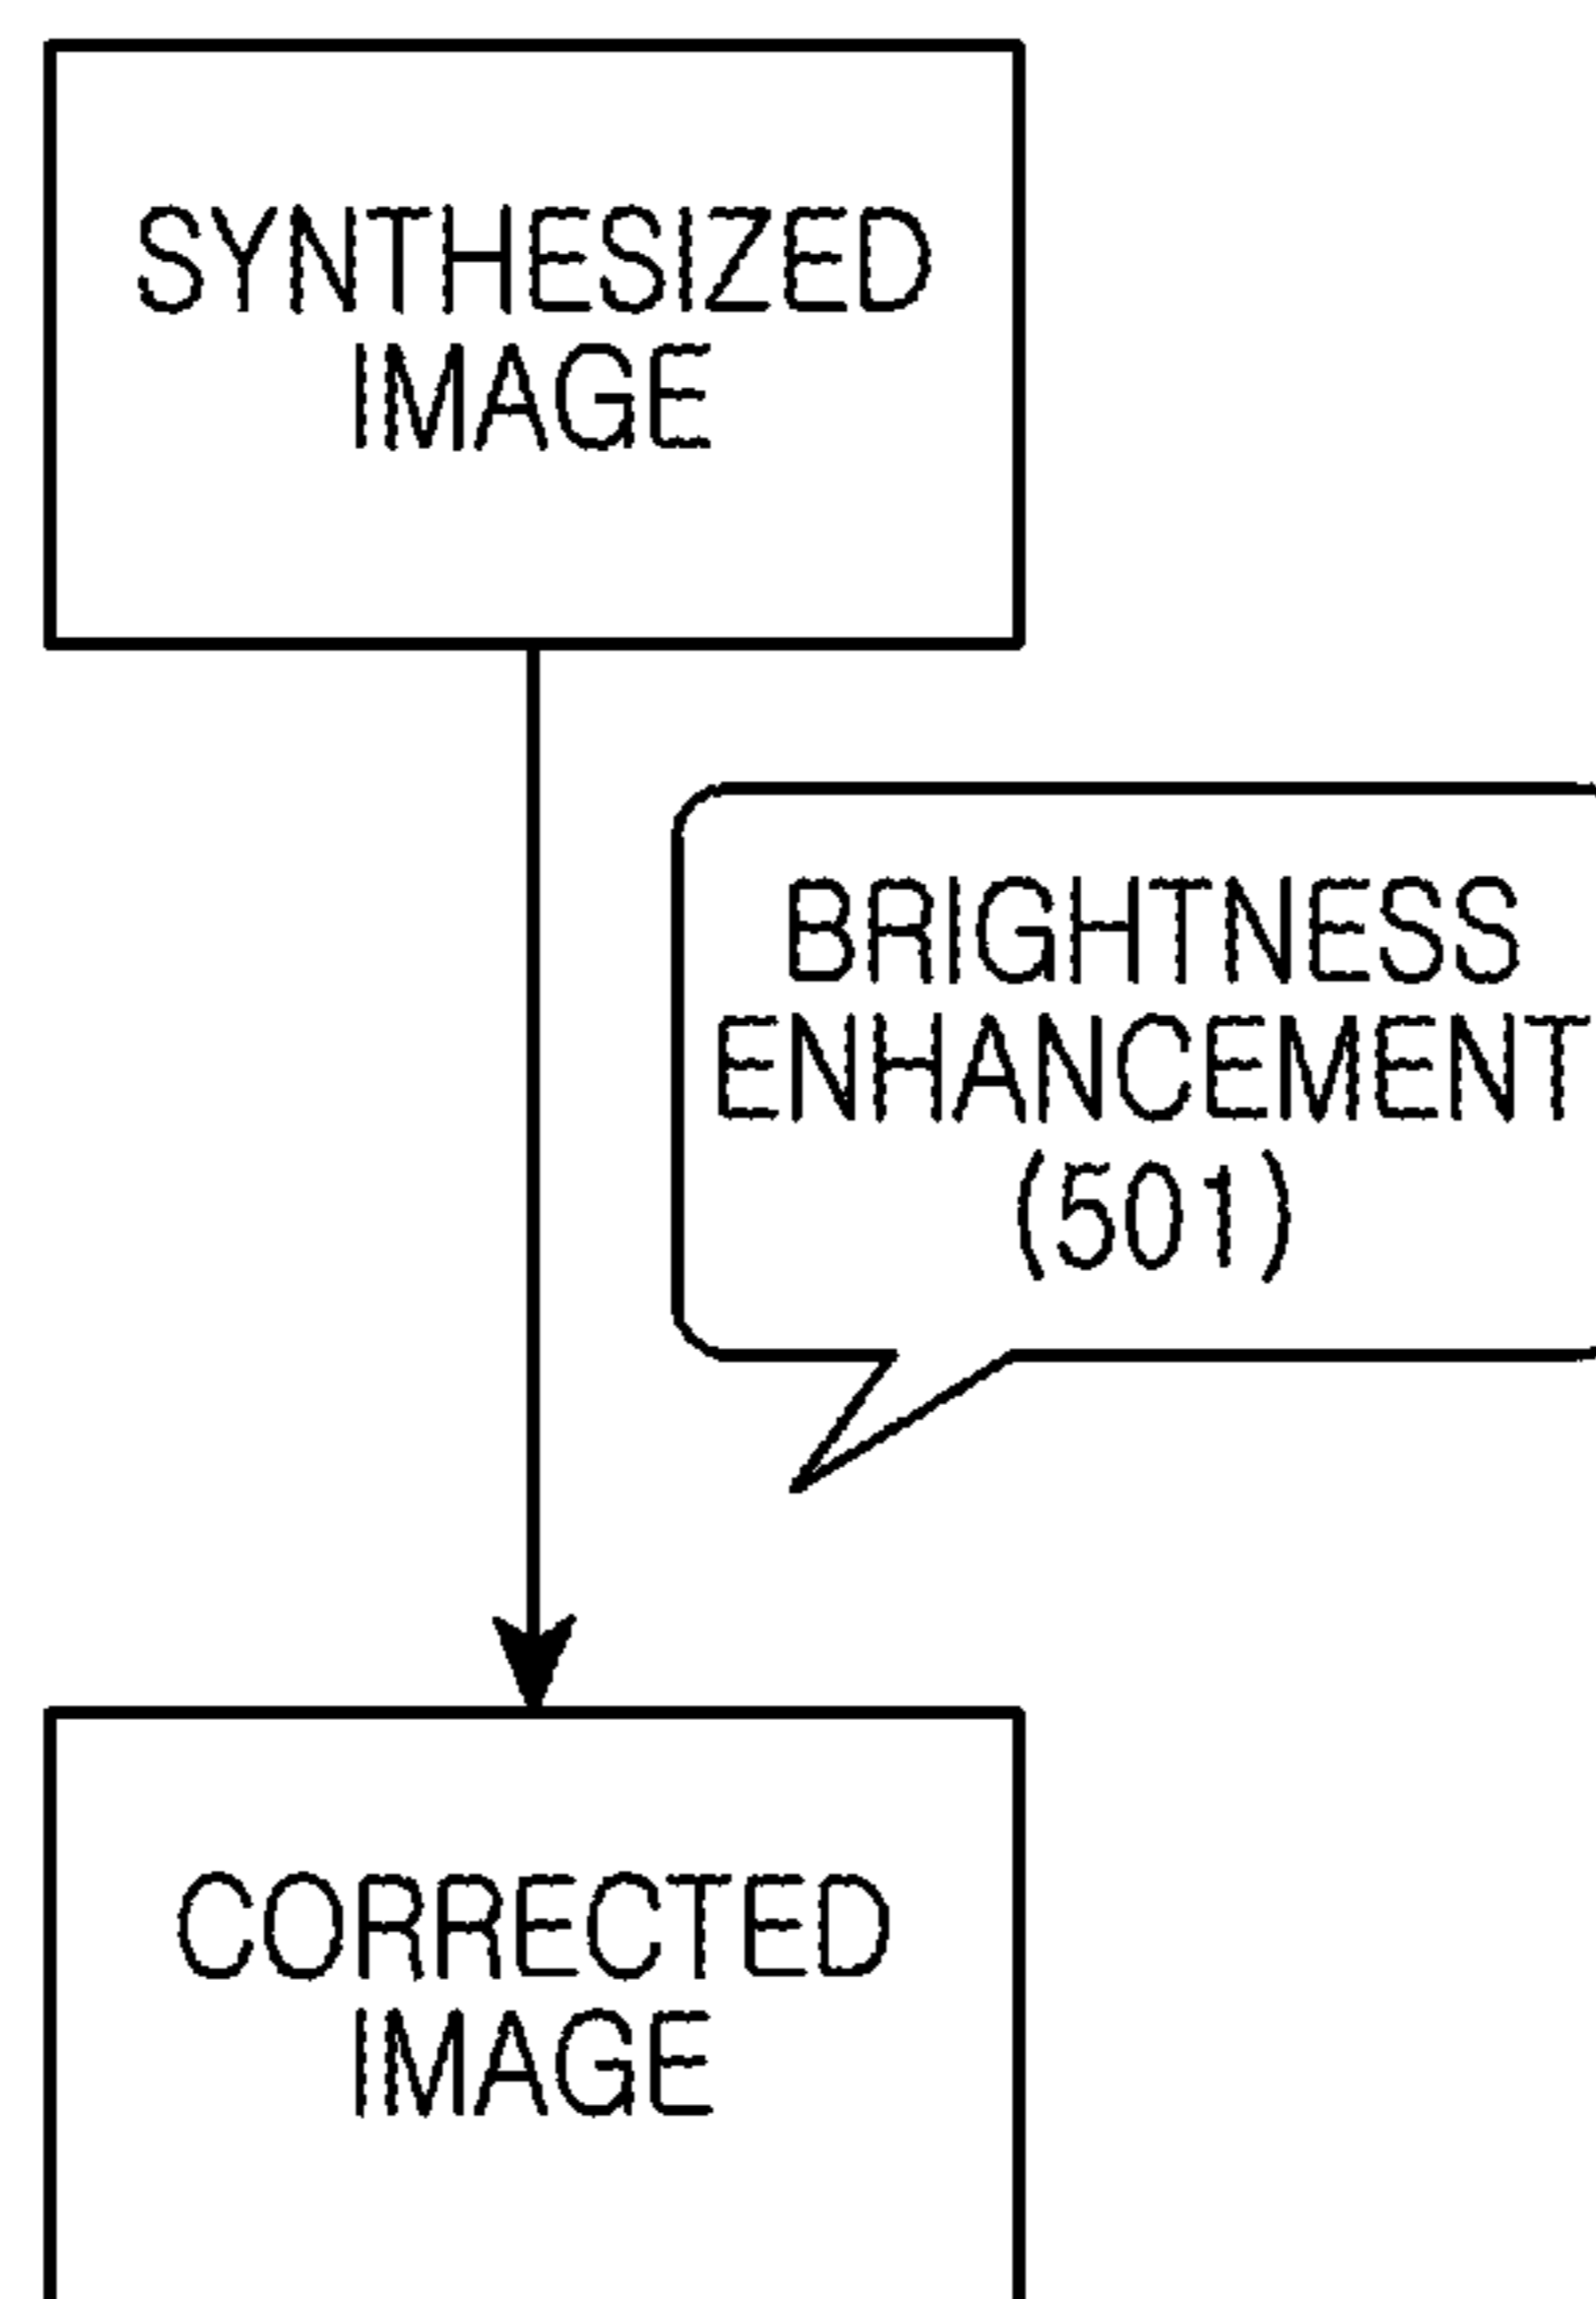 SYNTHESIZED
IMAGE
BRIGHTNESS
ENHANCEMENT
(501)
CORRECTED
IMAGE